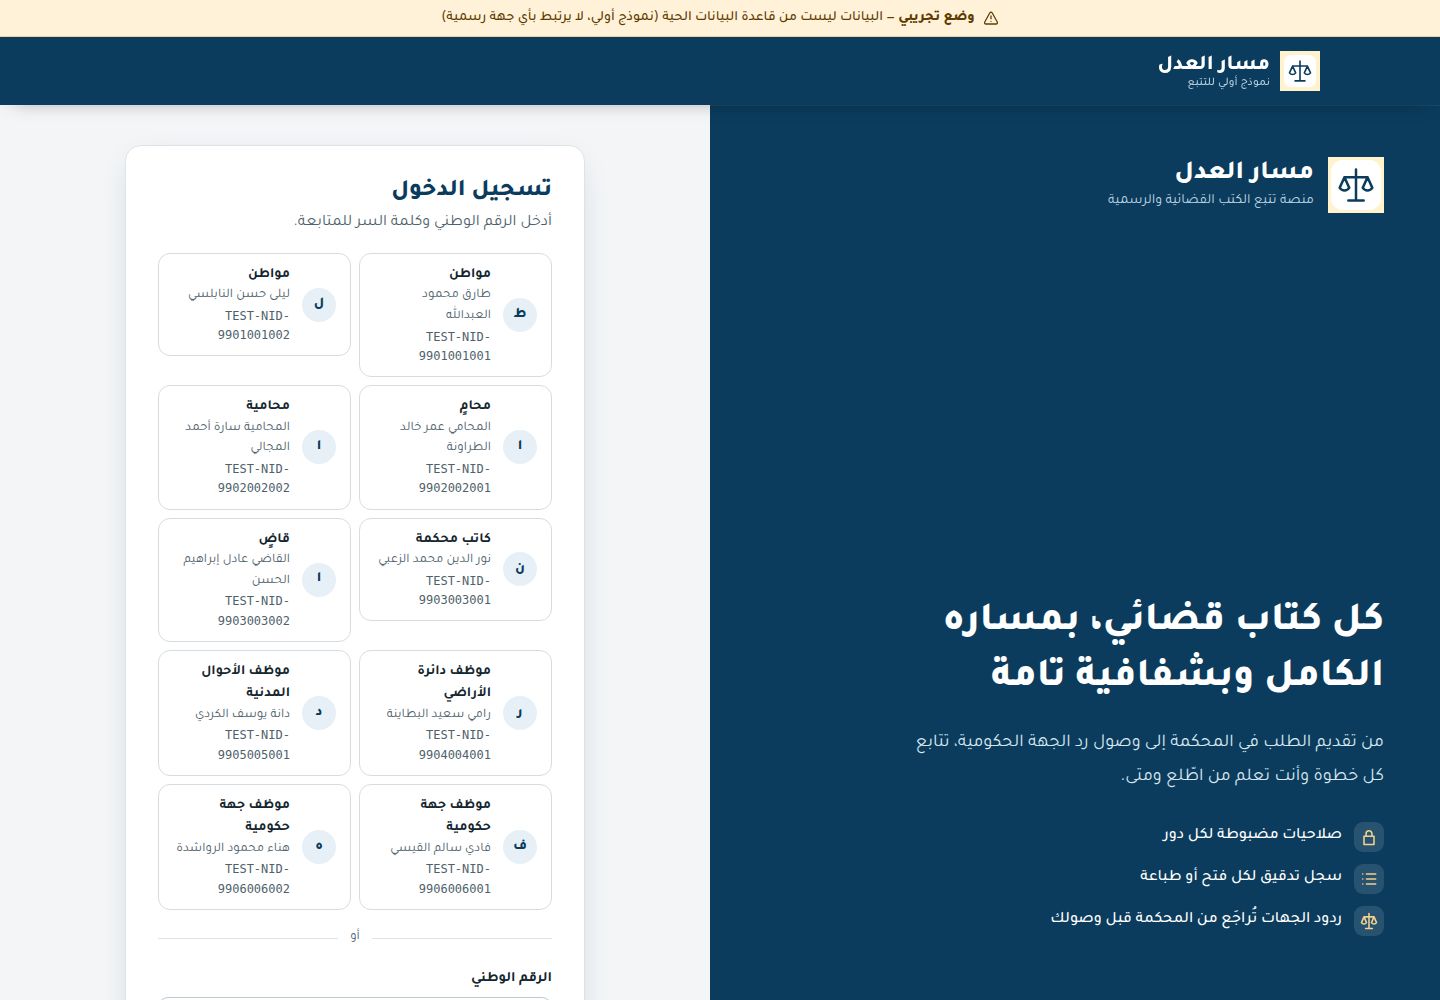 وضع تجريبي – البيانات ليست من قاعدة البيانات الحية (نموذج أولي، لا يرتبط بأي جهة رسمية)
مسار العدل
نموذج أولي للتتبع
مسار العدل
منصة تتبع الكتب القضائية والرسمية
كل كتاب قضائي، بمساره
الكامل وبشفافية تامة
من تقديم الطلب في المحكمة إلى وصول رد الجهة الحكومية، تتابع
كل خطوة وأنت تعلم من اطّلع ومتى.
صلاحيات مضبوطة لكل دور
سجل تدقيق لكل فتح أو طباعة
ردود الجهات تُراجَع من المحكمة قبل وصولك
تسجيل الدخول
أدخل الرقم الوطني وكلمة السر للمتابعة.
ط
مواطن
طارق محمود
العبدالله
TEST-NID-
9901001001
ل
مواطن
ليلى حسن النابلسي
TEST-NID-
9901001002
ا
محامٍ
المحامي عمر خالد
الطراونة
TEST-NID-
9902002001
ا
محامية
المحامية سارة أحمد
المجالي
TEST-NID-
9902002002
ن
كاتب محكمة
نور الدين محمد الزعبي
TEST-NID-
9903003001
ا
قاضٍ
القاضي عادل إبراهيم
الحسن
TEST-NID-
9903003002
ر
موظف دائرة
الأراضي
رامي سعيد البطاينة
TEST-NID-
9904004001
د
موظف الأحوال
المدنية
دانة يوسف الكردي
TEST-NID-
9905005001
ف
موظف جهة
حكومية
فادي سالم القيسي
TEST-NID-
9906006001
ه
موظف جهة
حكومية
هناء محمود الرواشدة
TEST-NID-
9906006002
أو
الرقم الوطني